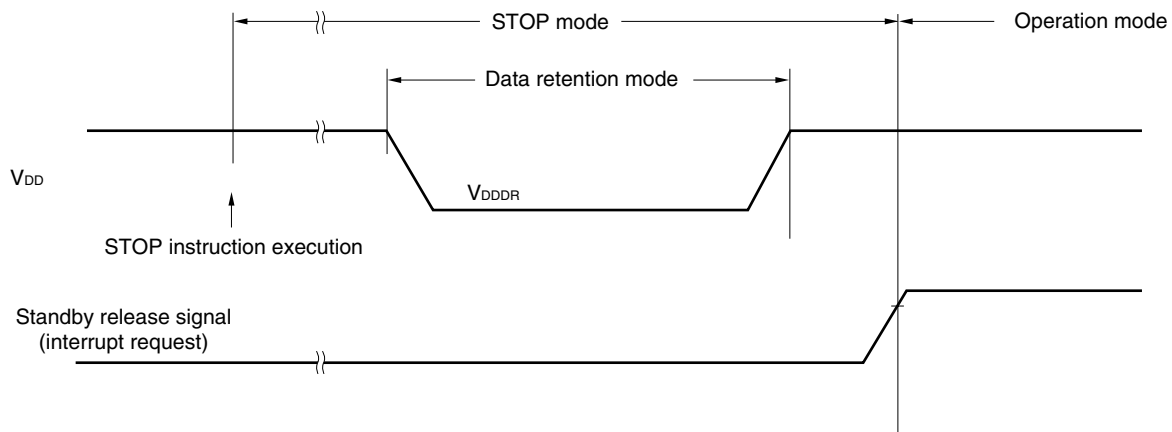 STOP mode
Operation mode
Data retention mode
VDD
VDDDR
STOP instruction execution
Standby release signal
(interrupt request)